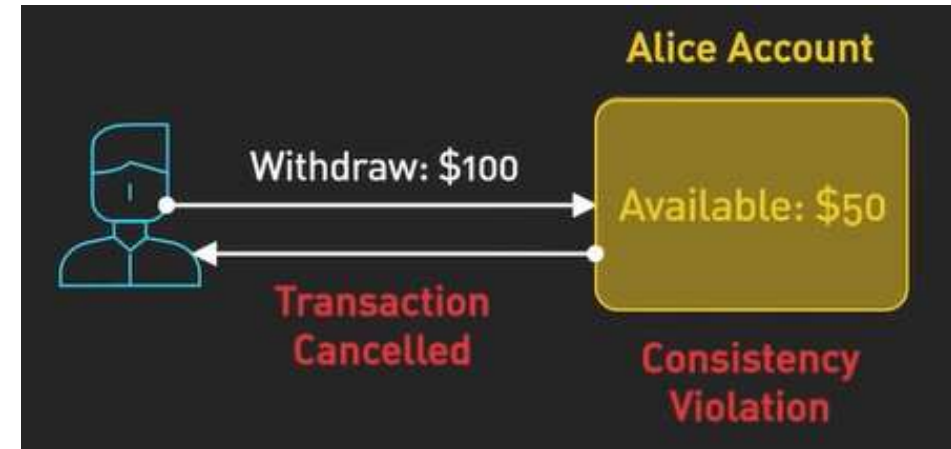 Alice Account
Withdraw: $100
Available: $50
Transaction
Cancelled
Consistency
Violation